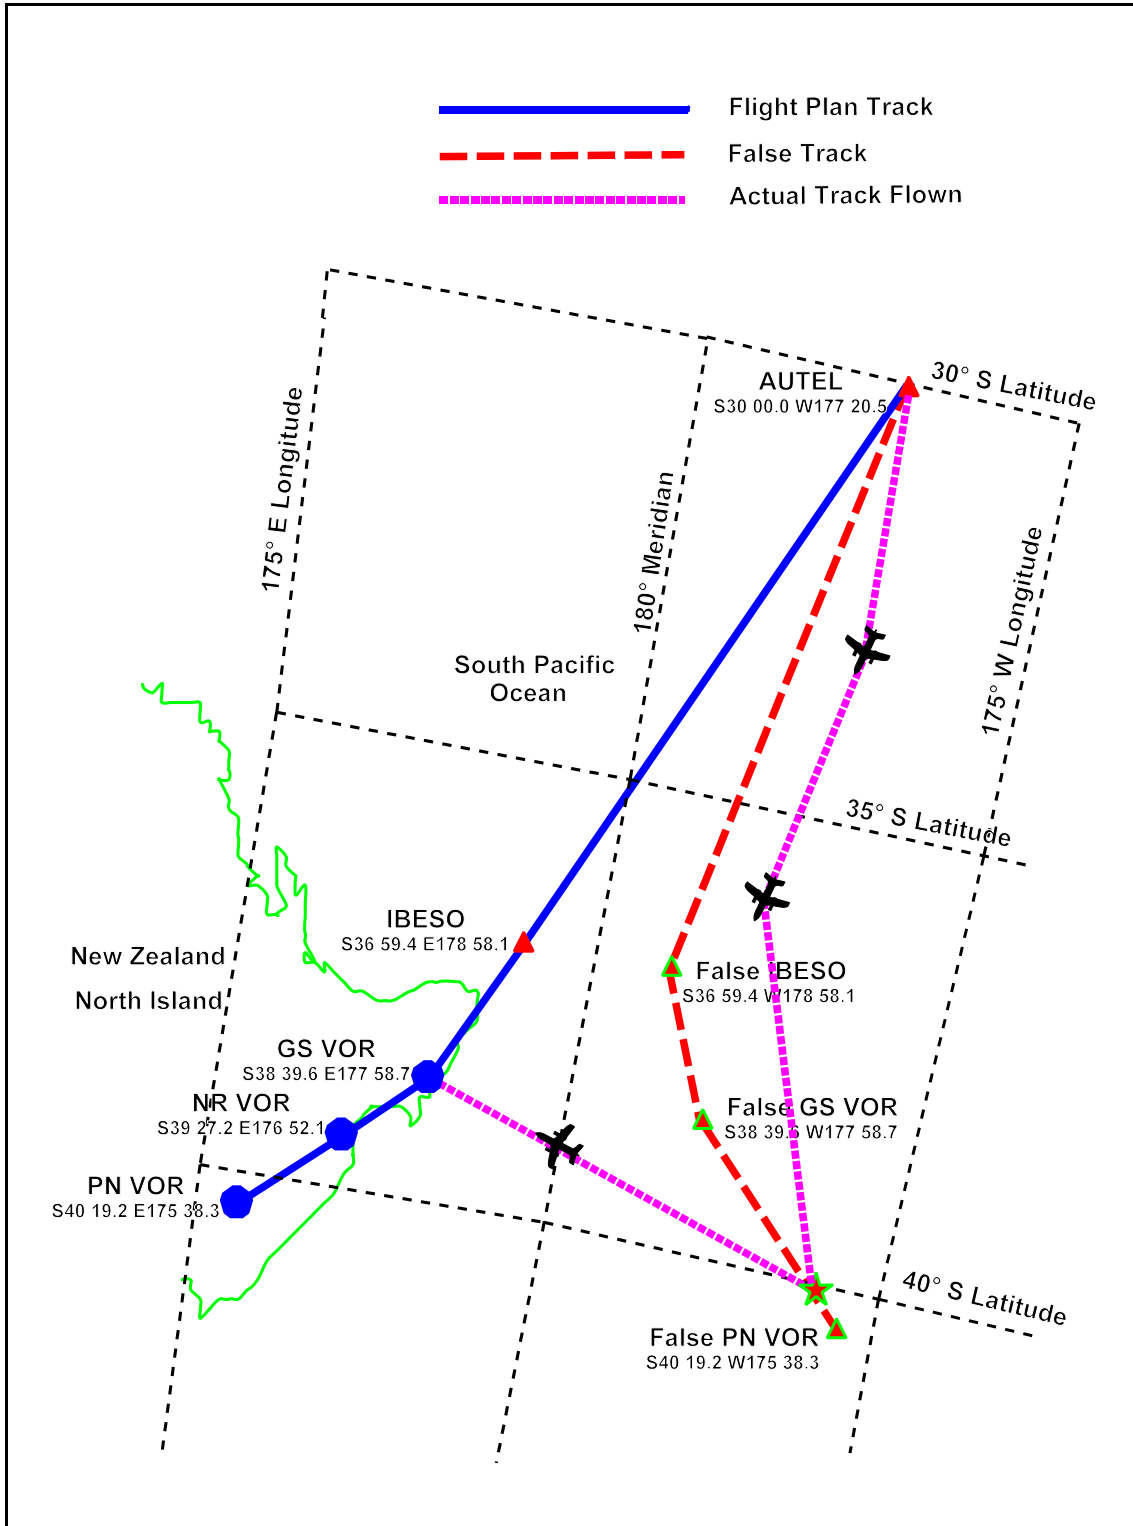 Flight Plan Track
False Track
Actual Track Flown
AUTEL
S30 00.0 W177 20.5
30° S Latitude
175° E Longitude
180° Meridian
175° W Longitude
South Pacific
Ocean
35° S Latitude
IBESO
S36 59.4 E178 58.1
New Zealand
North Island
False IBESO
S36 59.4 W178 58.1
GS VOR
S38 39.6 E177 58.7
NR VOR
S39 27.2 E176 52.1
False GS VOR
S38 39.6 W177 58.7
PN VOR
S40 19.2 E175 38.3
40° S Latitude
False PN VOR
S40 19.2 W175 38.3